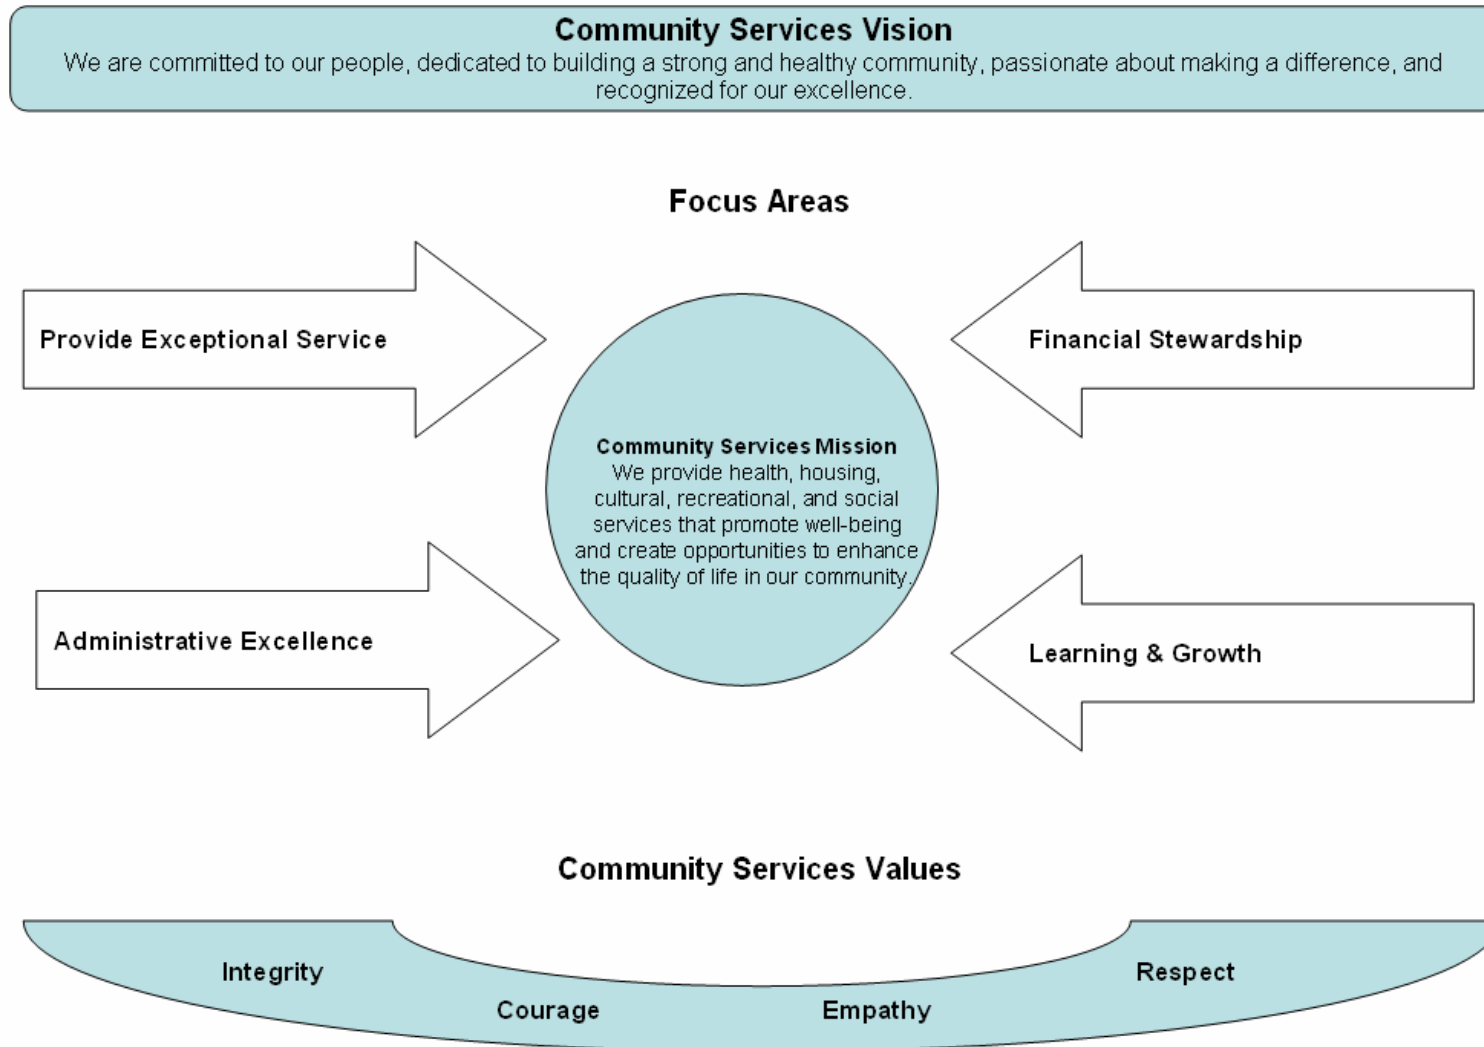 Community Services Vision
We are committed to our people, dedicated to building a strong and healthy community, passionate about making a difference, and
recognized for our excellence.
Focus Areas
Provide Exceptional Service
Financial Stewardship
Community Services Mission
We provide health, housing,
cultural, recreational, and social
services that promote well-being
and create opportunities to enhance
the quality of life in our community.
Administrative Excellence
Learning & Growth
Community Services Values
Integrity
Respect
Courage
Empathy